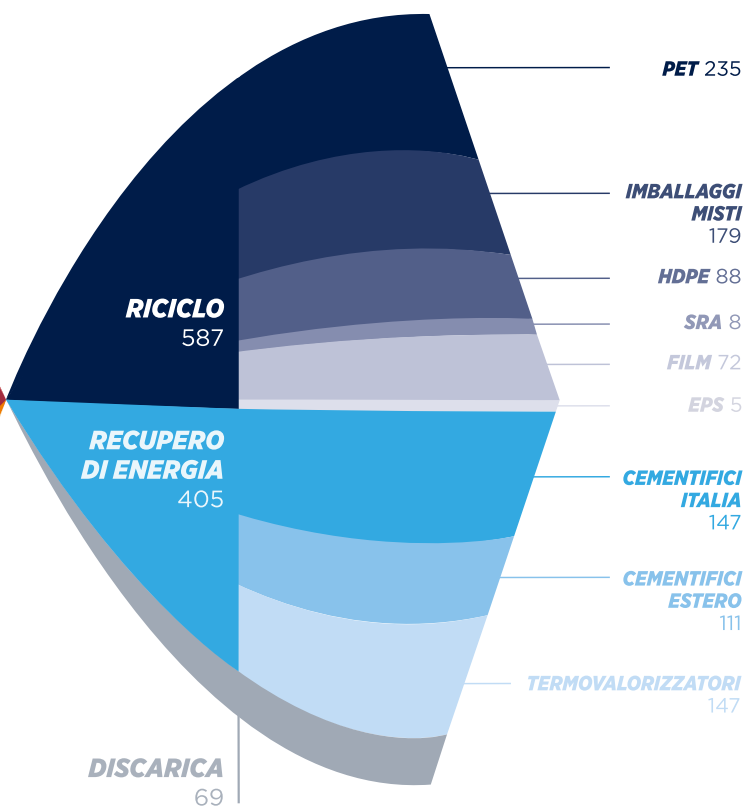 PET 235
IMBALLAGGI
MISTI
179
HDPE 88
RICICLO
587
SRA 8
FILM 72
EPS 5
RECUPERO
DI ENERGIA
405
CEMENTIFICI
ITALIA
147
CEMENTIFICI
ESTERO
111
TERMOVALORIZZATORI
147
DISCARICA
69